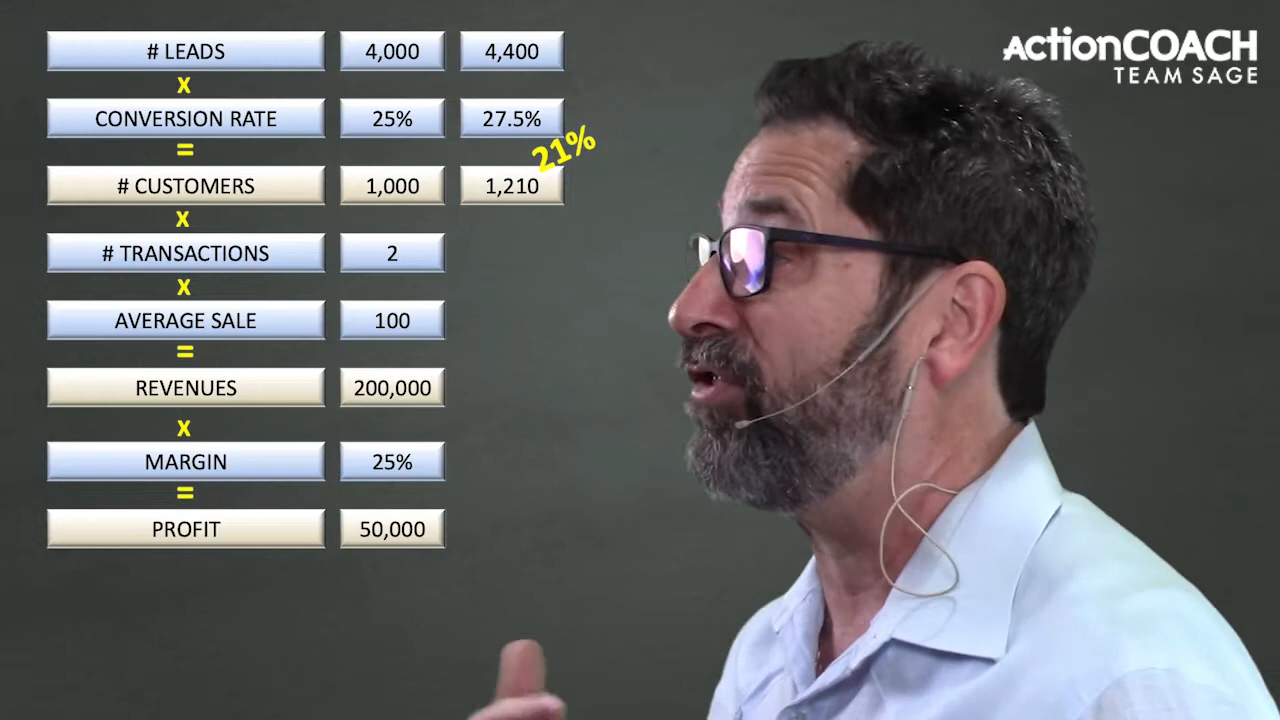 # LEADS 4,000 4,400
x
CONVERSION RATE 25% 27.5%
=
21%
# CUSTOMERS 1,000 1,210
x
# TRANSACTIONS 2
x
AVERAGE SALE 100
=
REVENUES 200,000
x
MARGIN 25%
=
PROFIT 50,000
ActionCOACH
TEAM SAGE